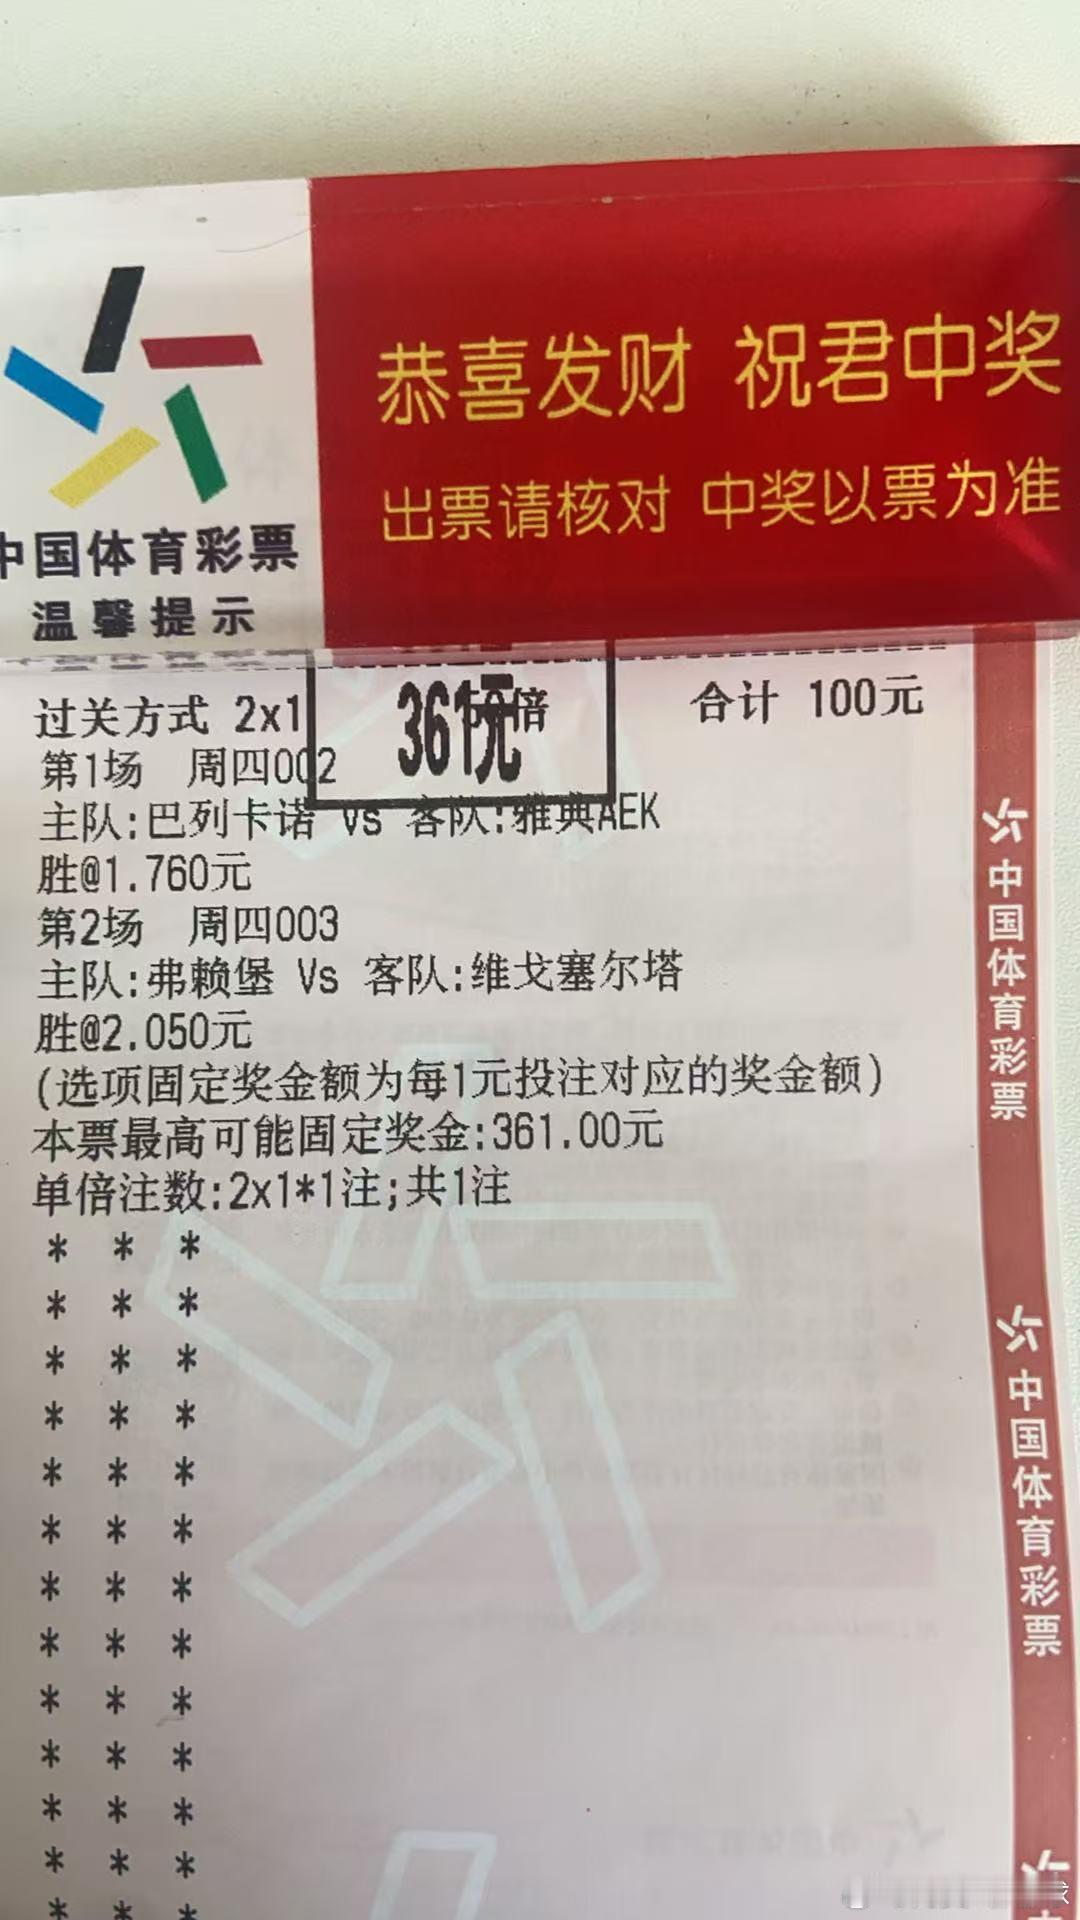 恭喜发财 祝君中奖
出票请核对 中奖以票为准
中国体育彩票
温馨提示
过关方式 2x1
倍
合计 100元
361元
第1场 周四002
主队:巴列卡诺 Vs 客队:雅典AEK
胜@1.760元
第2场 周四003
主队:弗赖堡 Vs 客队:维戈塞尔塔
胜@2.050元
(选项固定奖金额为每1元投注对应的奖金额)
本票最高可能固定奖金:361.00元
单倍注数:2x1*1注;共1注
* * *
* * *
* * *
* * *
* * *
* * *
* * *
* * *
* * *
* * *
* * *
* * *
* * *
中国体育彩票
中国体育彩票